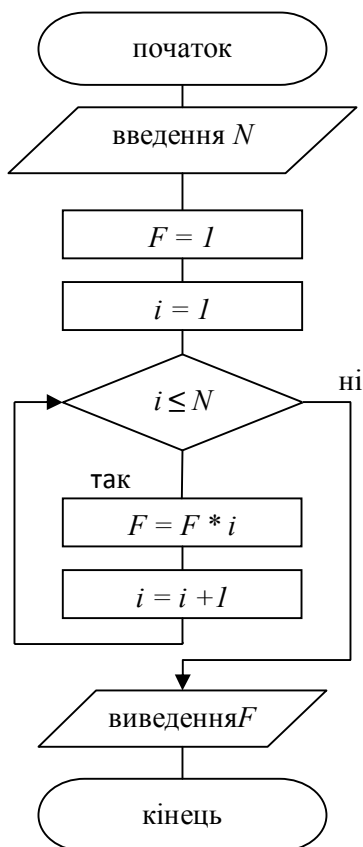 початок
введення N
F = 1
i = 1
i ≤ N
ні
так
F = F * i
i = i +1
виведенняF
кінець